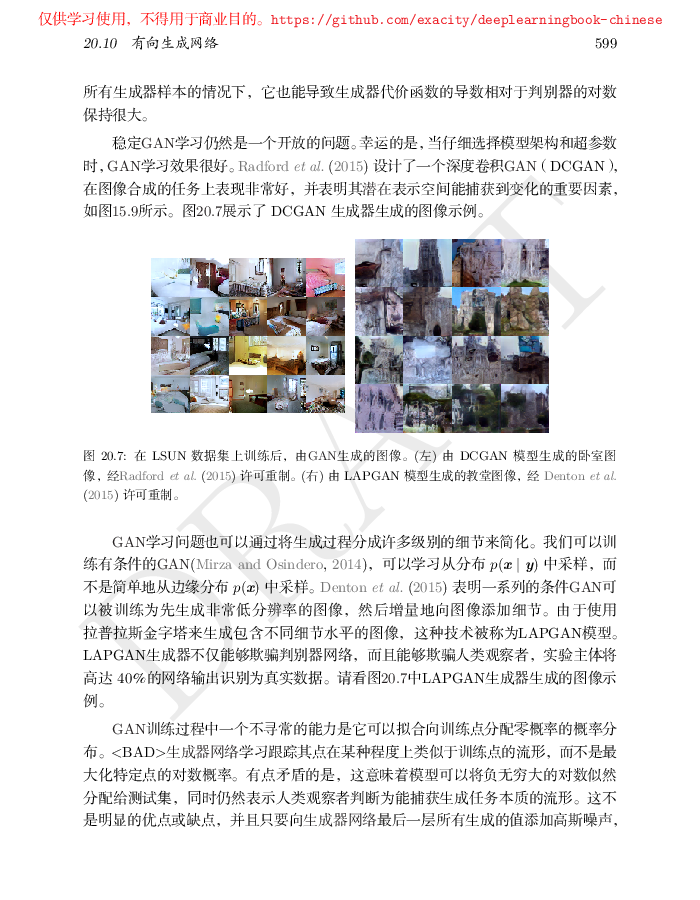 仅供学习使用，不得用于商业目的。https://github.com/exacity/deeplearningbook-chinese
20.10 有向生成网络 599
所有生成器样本的情况下，它也能导致生成器代价函数的导数相对于判别器的对数
保持很大。
稳定GAN学习仍然是一个开放的问题。幸运的是，当仔细选择模型架构和超参数
时，GAN学习效果很好。Radford et al. (2015) 设计了一个深度卷积GAN（DCGAN），
在图像合成的任务上表现非常好，并表明其潜在表示空间能捕获到变化的重要因素，
如图15.9所示。图20.7展示了 DCGAN 生成器生成的图像示例。
图 20.7: 在 LSUN 数据集上训练后，由GAN生成的图像。(左) 由 DCGAN 模型生成的卧室图
像，经Radford et al. (2015) 许可重制。(右) 由 LAPGAN 模型生成的教堂图像，经 Denton et al.
(2015) 许可重制。
GAN学习问题也可以通过将生成过程分成许多级别的细节来简化。我们可以训
练有条件的GAN(Mirza and Osindero, 2014)，可以学习从分布 p(x | y) 中采样，而
不是简单地从边缘分布 p(x) 中采样。Denton et al. (2015) 表明一系列的条件GAN可
以被训练为先生成非常低分辨率的图像，然后增量地向图像添加细节。由于使用
拉普拉斯金字塔来生成包含不同细节水平的图像，这种技术被称为LAPGAN模型。
LAPGAN生成器不仅能够欺骗判别器网络，而且能够欺骗人类观察者，实验主体将
高达 40%的网络输出识别为真实数据。请看图20.7中LAPGAN生成器生成的图像示
例。
GAN训练过程中一个不寻常的能力是它可以拟合向训练点分配零概率的概率分
布。<BAD>生成器网络学习跟踪其点在某种程度上类似于训练点的流形，而不是最
大化特定点的对数概率。有点矛盾的是，这意味着模型可以将负无穷大的对数似然
分配给测试集，同时仍然表示人类观察者判断为能捕获生成任务本质的流形。这不
是明显的优点或缺点，并且只要向生成器网络最后一层所有生成的值添加高斯噪声，
DRAFT